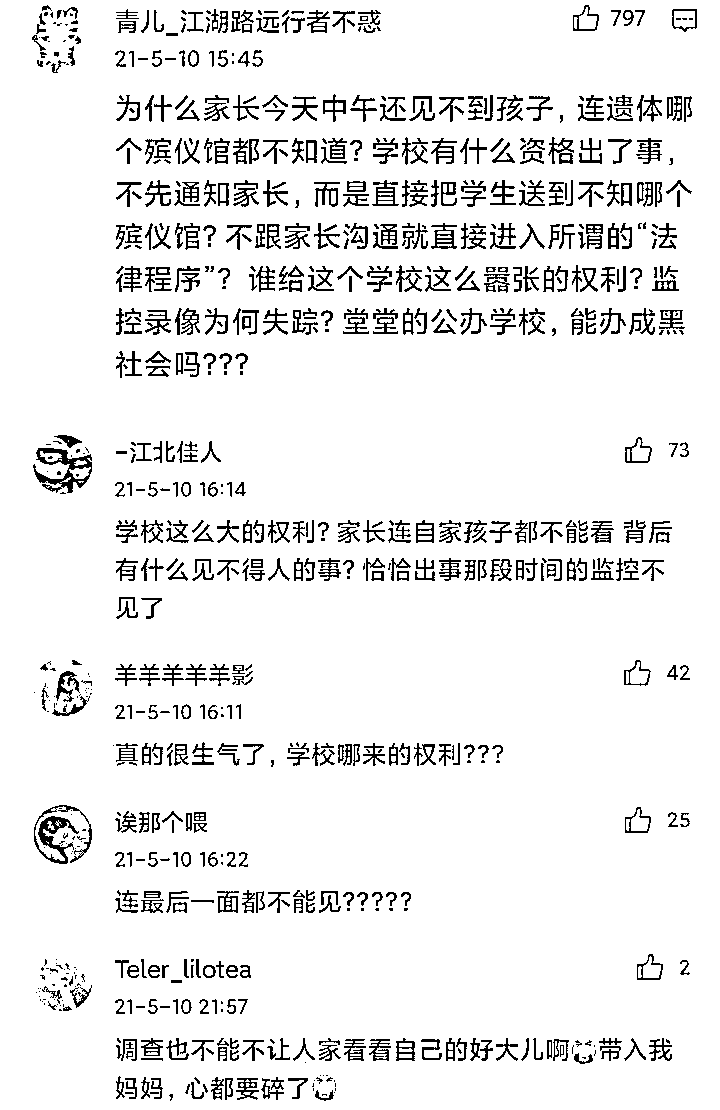 青儿_江湖路远行者不惑
797
21-5-10 15:45
为什么家长今天中午还见不到孩子，连遗体哪
个殡仪馆都不知道？学校有什么资格出了事，
不先通知家长，而是直接把学生送到不知哪个
殡仪馆？不跟家长沟通就直接进入所谓的“法
律程序”？谁给这个学校这么嚣张的权利？监
控录像为何失踪？堂堂的公办学校，能办成黑
社会吗???
-江北佳人
73
21-5-10 16:14
学校这么大的权利？家长连自家孩子都不能看 背后
有什么见不得人的事？恰恰出事那段时间的监控不
见了
羊羊羊羊羊影
42
21-5-10 16:11
真的很生气了，学校哪来的权利???
诶那个喂
25
21-5-10 16:22
连最后一面都不能见?????
Teler_lilotea
2
21-5-10 21:57
调查也不能不让人家看看自己的好大儿啊带入我
妈妈，心都要碎了